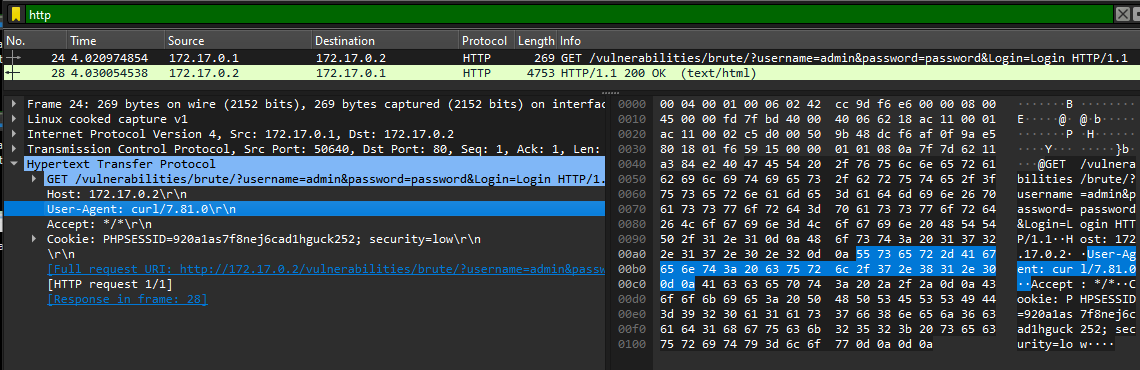 http
No. Time Source Destination Protocol Length Info
24 4.020974854 172.17.0.1 172.17.0.2 HTTP 269 GET /vulnerabilities/brute/?username=admin&password=password&Login=Login HTTP/1.1
28 4.030054538 172.17.0.2 172.17.0.1 HTTP 4753 HTTP/1.1 200 OK (text/html)
Frame 24: 269 bytes on wire (2152 bits), 269 bytes captured (2152 bits) on interfac
Linux cooked capture v1
Internet Protocol Version 4, Src: 172.17.0.1, Dst: 172.17.0.2
Transmission Control Protocol, Src Port: 50640, Dst Port: 80, Seq: 1, Ack: 1, Len:
Hypertext Transfer Protocol
GET /vulnerabilities/brute/?username=admin&password=password&Login=Login HTTP/1.
Host: 172.17.0.2\r\n
User-Agent: curl/7.81.0\r\n
Accept: */*\r\n
Cookie: PHPSESSID=920a1as7f8nej6cad1hguck252; security=low\r\n
\r\n
[Full request URI: http://172.17.0.2/vulnerabilities/brute/?username=admin&passw
[HTTP request 1/1]
[Response in frame: 28]
0000 00 04 00 01 00 06 02 42 cc 9d f6 e6 00 00 08 00 ·······B ········
0010 45 00 00 fd 7f bd 40 00 40 06 62 18 ac 11 00 01 E·····@· @·b·····
0020 ac 11 00 02 c5 d0 00 50 9b 48 dc f6 af 0f 9a e5 ·······P ·H······
0030 80 18 01 f6 59 15 00 00 01 01 08 0a 7f 7d 62 11 ····Y··· ·····}b·
0040 a3 84 e2 40 47 45 54 20 2f 76 75 6c 6e 65 72 61 ···@GET /vulnera
0050 62 69 6c 69 74 69 65 73 2f 62 72 75 74 65 2f 3f bilities /brute/?
0060 75 73 65 72 6e 61 6d 65 3d 61 64 6d 69 6e 26 70 username =admin&p
0070 61 73 73 77 6f 72 64 3d 70 61 73 73 77 6f 72 64 assword= password
0080 26 4c 6f 67 69 6e 3d 4c 6f 67 69 6e 20 48 54 54 &Login=L ogin HTT
0090 50 2f 31 2e 31 0d 0a 48 6f 73 74 3a 20 31 37 32 P/1.1··H ost: 172
00a0 2e 31 37 2e 30 2e 32 0d 0a 55 73 65 72 2d 41 67 .17.0.2· ·User-Ag
00b0 65 6e 74 3a 20 63 75 72 6c 2f 37 2e 38 31 2e 30 ent: cur l/7.81.0
00c0 0d 0a 41 63 63 65 70 74 3a 20 2a 2f 2a 0d 0a 43 ··Accept : */*··C
00d0 6f 6f 6b 69 65 3a 20 50 48 50 53 45 53 53 49 44 ookie: P HPSESSID
00e0 3d 39 32 30 61 31 61 73 37 66 38 6e 65 6a 36 63 =920a1as 7f8nej6c
00f0 61 64 31 68 67 75 63 6b 32 35 32 3b 20 73 65 63 ad1hguck 252; sec
0100 75 72 69 74 79 3d 6c 6f 77 0d 0a 0d 0a urity=lo w····